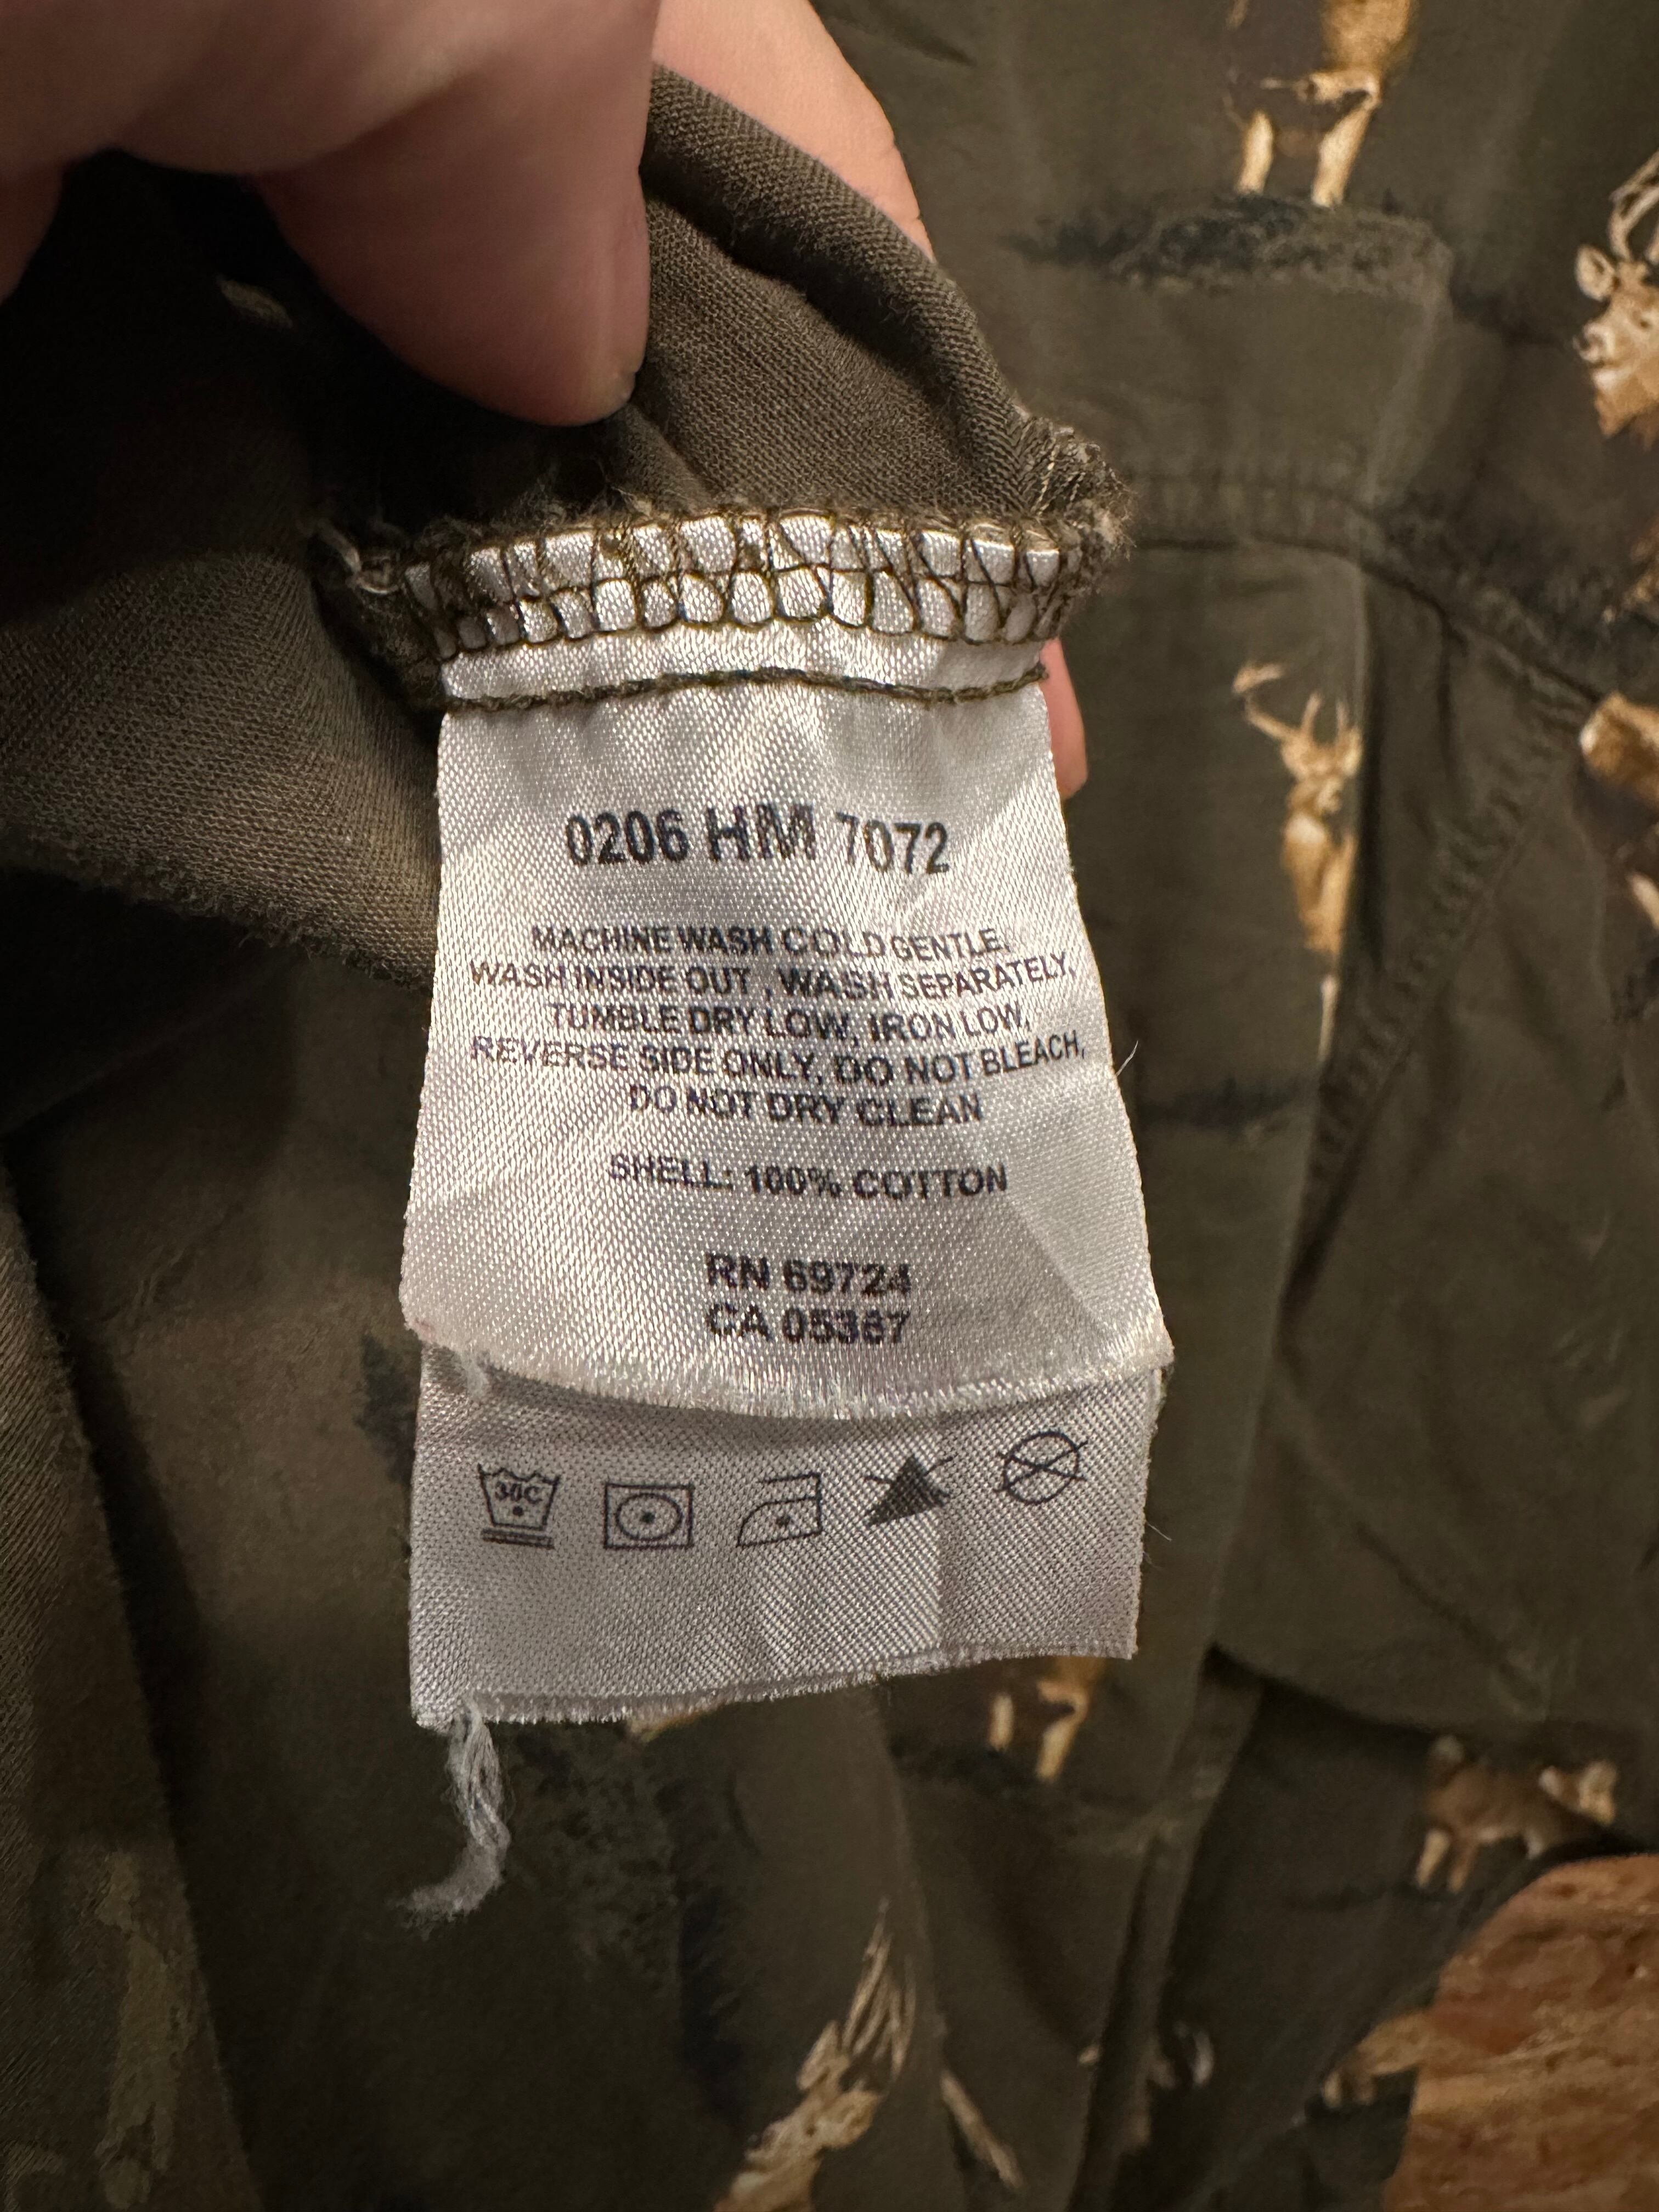 0206 HM 7072
MACHINE WASH COLD GENTLE,
WASH INSIDE OUT , WASH SEPARATELY,
TUMBLE DRY LOW, IRON LOW,
REVERSE SIDE ONLY, DO NOT BLEACH,
DO NOT DRY CLEAN
SHELL: 100% COTTON
RN 69724
CA 05387
30C